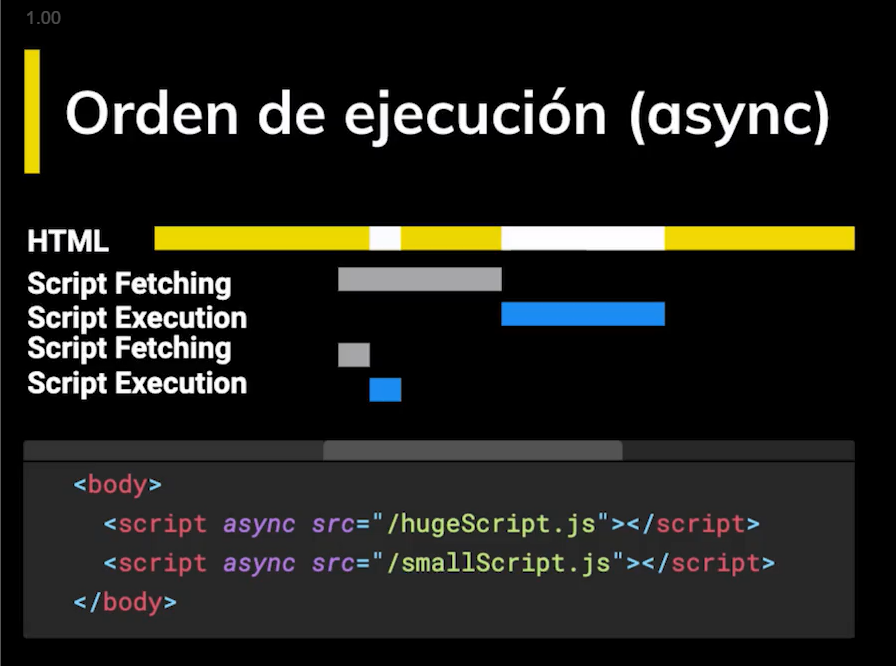 1.00
Orden de ejecución (async)
HTML
Script Fetching
Script Execution
Script Fetching
Script Execution
<body>
<script async src="/hugeScript.js"></script>
<script async src="/smallScript.js"></script>
</body>